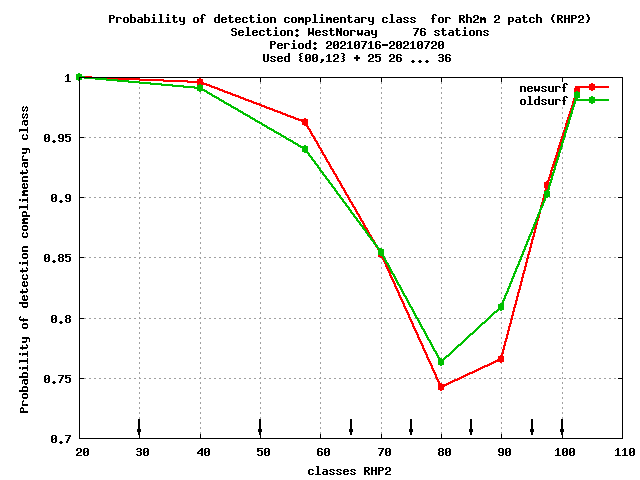 Probability of detection complimentary class  for Rh2m 2 patch (RHP2)
Selection: WestNorway     76 stations
Period: 20210716-20210720
Used {00,12} + 25 26 ... 36
newsurf
oldsurf
Probability of detection complimentary class
1
0,95
0,9
0,85
0,8
0,75
0,7
20 30 40 50 60 70 80 90 100 110
classes RHP2